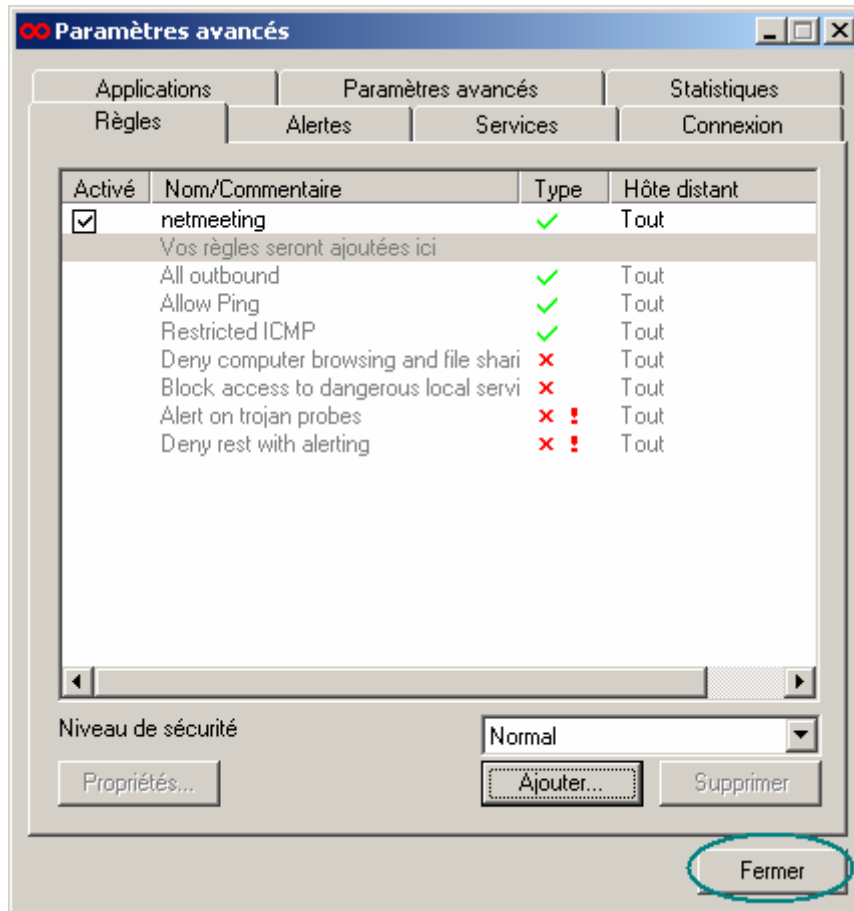 Paramètres avancés
Applications Paramètres avancés Statistiques
Règles Alertes Services Connexion
Activé Nom/Commentaire Type Hôte distant
netmeeting Tout
Vos règles seront ajoutées ici
All outbound Tout
Allow Ping Tout
Restricted ICMP Tout
Deny computer browsing and file shari Tout
Block access to dangerous local servi Tout
Alert on trojan probes Tout
Deny rest with alerting Tout
Niveau de sécurité Normal
Propriétés... Ajouter... Supprimer
Fermer